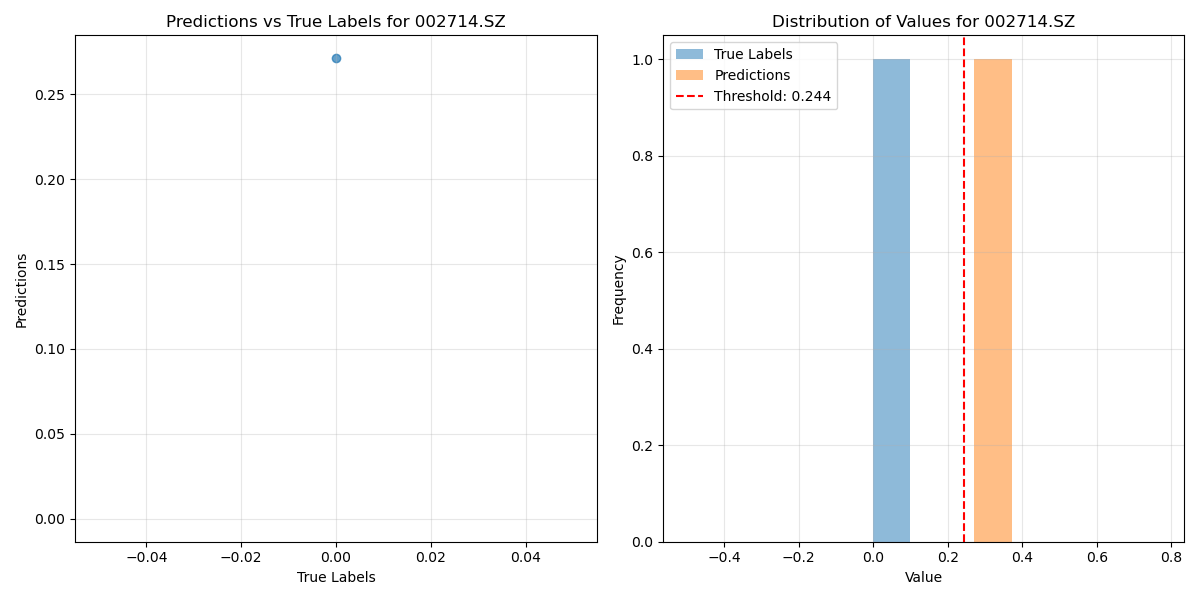 Predictions vs True Labels for 002714.SZ
Predictions
0.25
0.20
0.15
0.10
0.05
0.00
−0.04
−0.02
0.00
0.02
0.04
True Labels
Distribution of Values for 002714.SZ
True Labels
Predictions
Threshold: 0.244
Frequency
1.0
0.8
0.6
0.4
0.2
0.0
−0.4
−0.2
0.0
0.2
0.4
0.6
0.8
Value